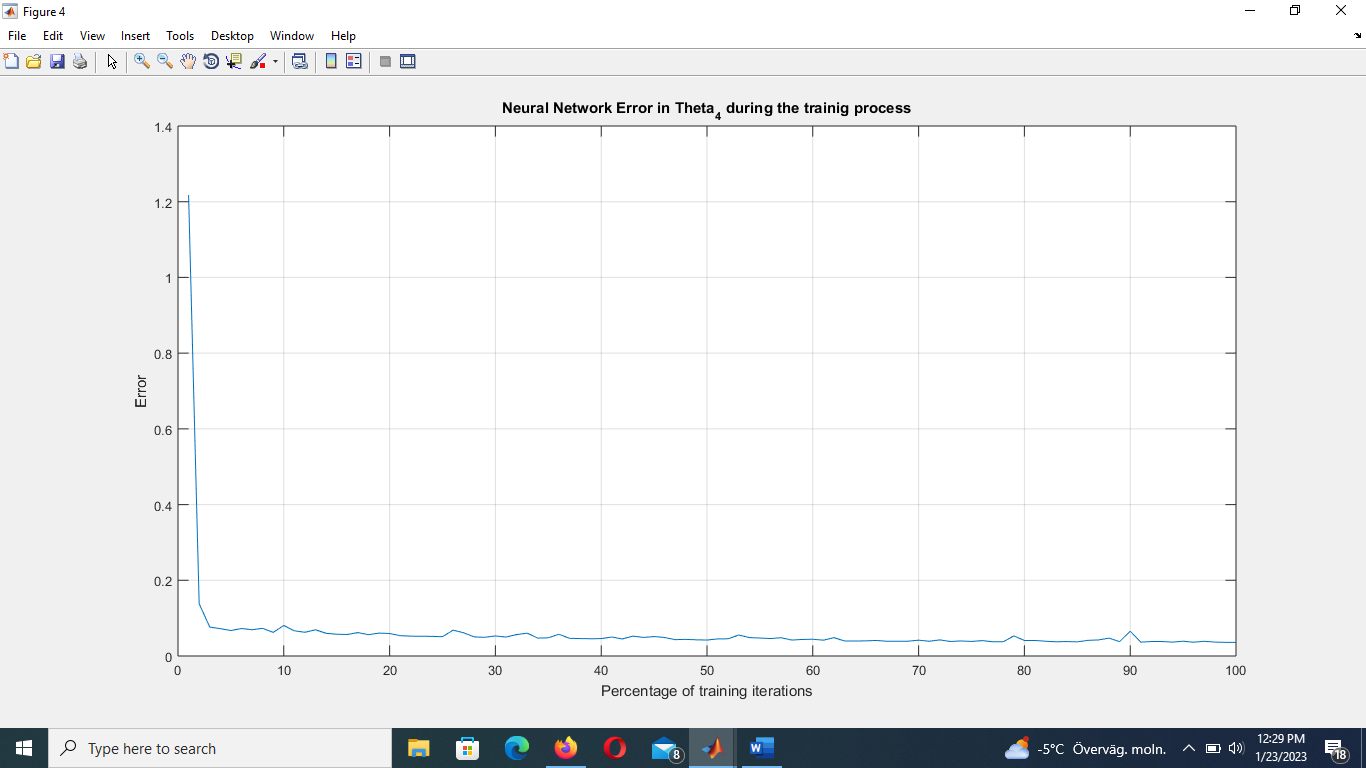 Figure 4
File Edit View Insert Tools Desktop Window Help
Neural Network Error in Theta4 during the trainig process
1.4
1.2
1
0.8
0.6
0.4
0.2
0
Error
0 10 20 30 40 50 60 70 80 90 100
Percentage of training iterations
Type here to search
8
-5°C Överväg. moln.
12:29 PM
1/23/2023
18